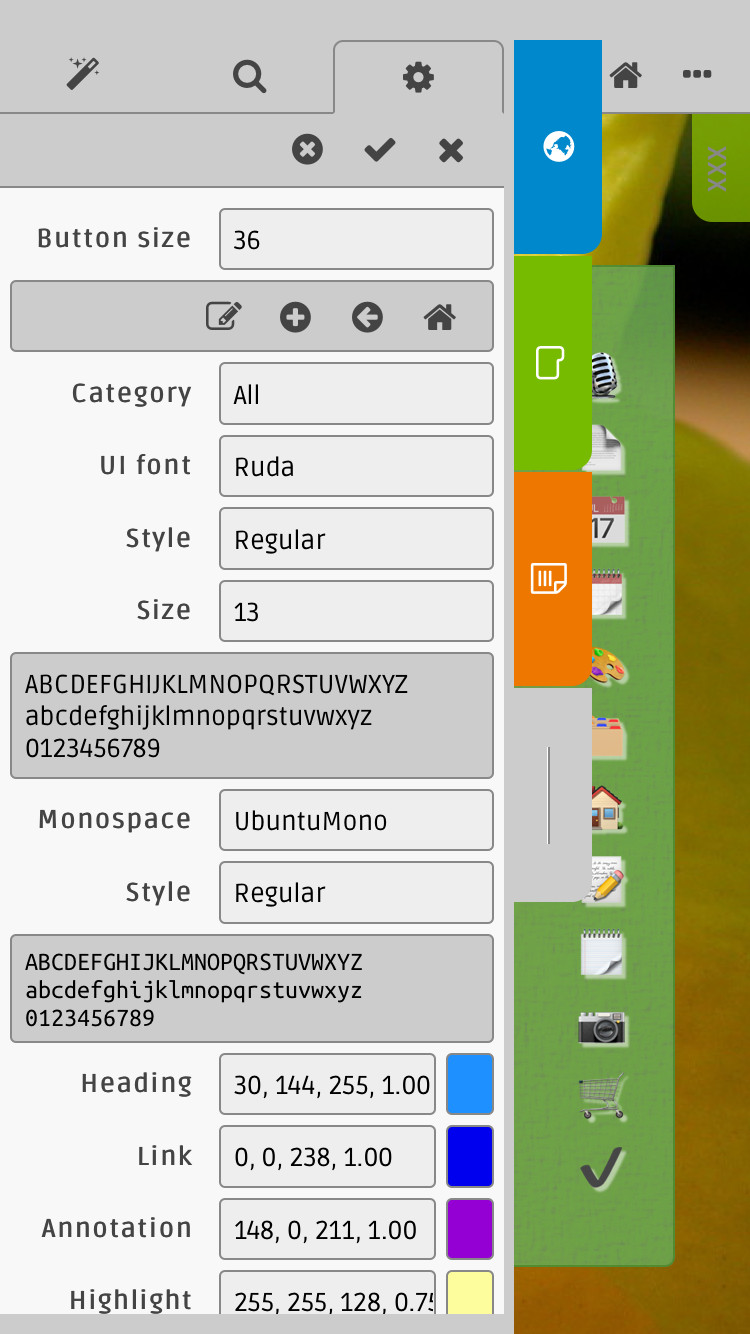 XXX
Button size
36
Category
All
UI font
Ruda
Style
Regular
Size
13
ABCDEFGHIJKLMNOPQRSTUVWXYZ
abcdefghijklmnopqrstuvwxyz
0123456789
Monospace
UbuntuMono
Style
Regular
ABCDEFGHIJKLMNOPQRSTUVWXYZ
abcdefghijklmnopqrstuvwxyz
0123456789
Heading
30, 144, 255, 1.00
Link
0, 0, 238, 1.00
Annotation
148, 0, 211, 1.00
Highlight
255, 255, 128, 0.75
17